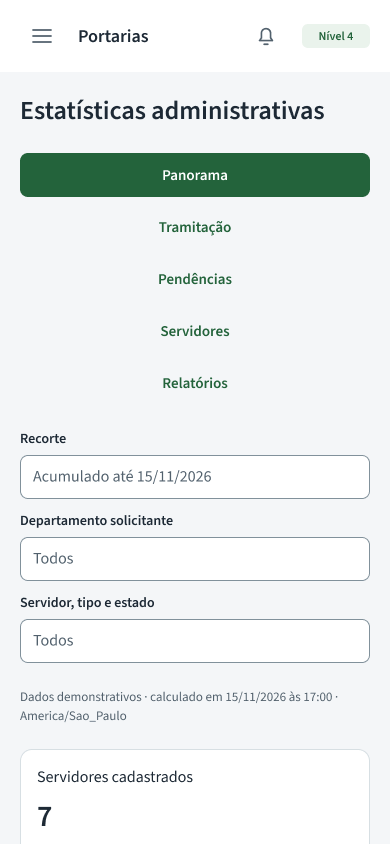 Portarias
Nível 4
Estatísticas administrativas
Panorama
Tramitação
Pendências
Servidores
Relatórios
Recorte
Acumulado até 15/11/2026
Departamento solicitante
Todos
Servidor, tipo e estado
Todos
Dados demonstrativos · calculado em 15/11/2026 às 17:00 ·
America/Sao_Paulo
Servidores cadastrados
7